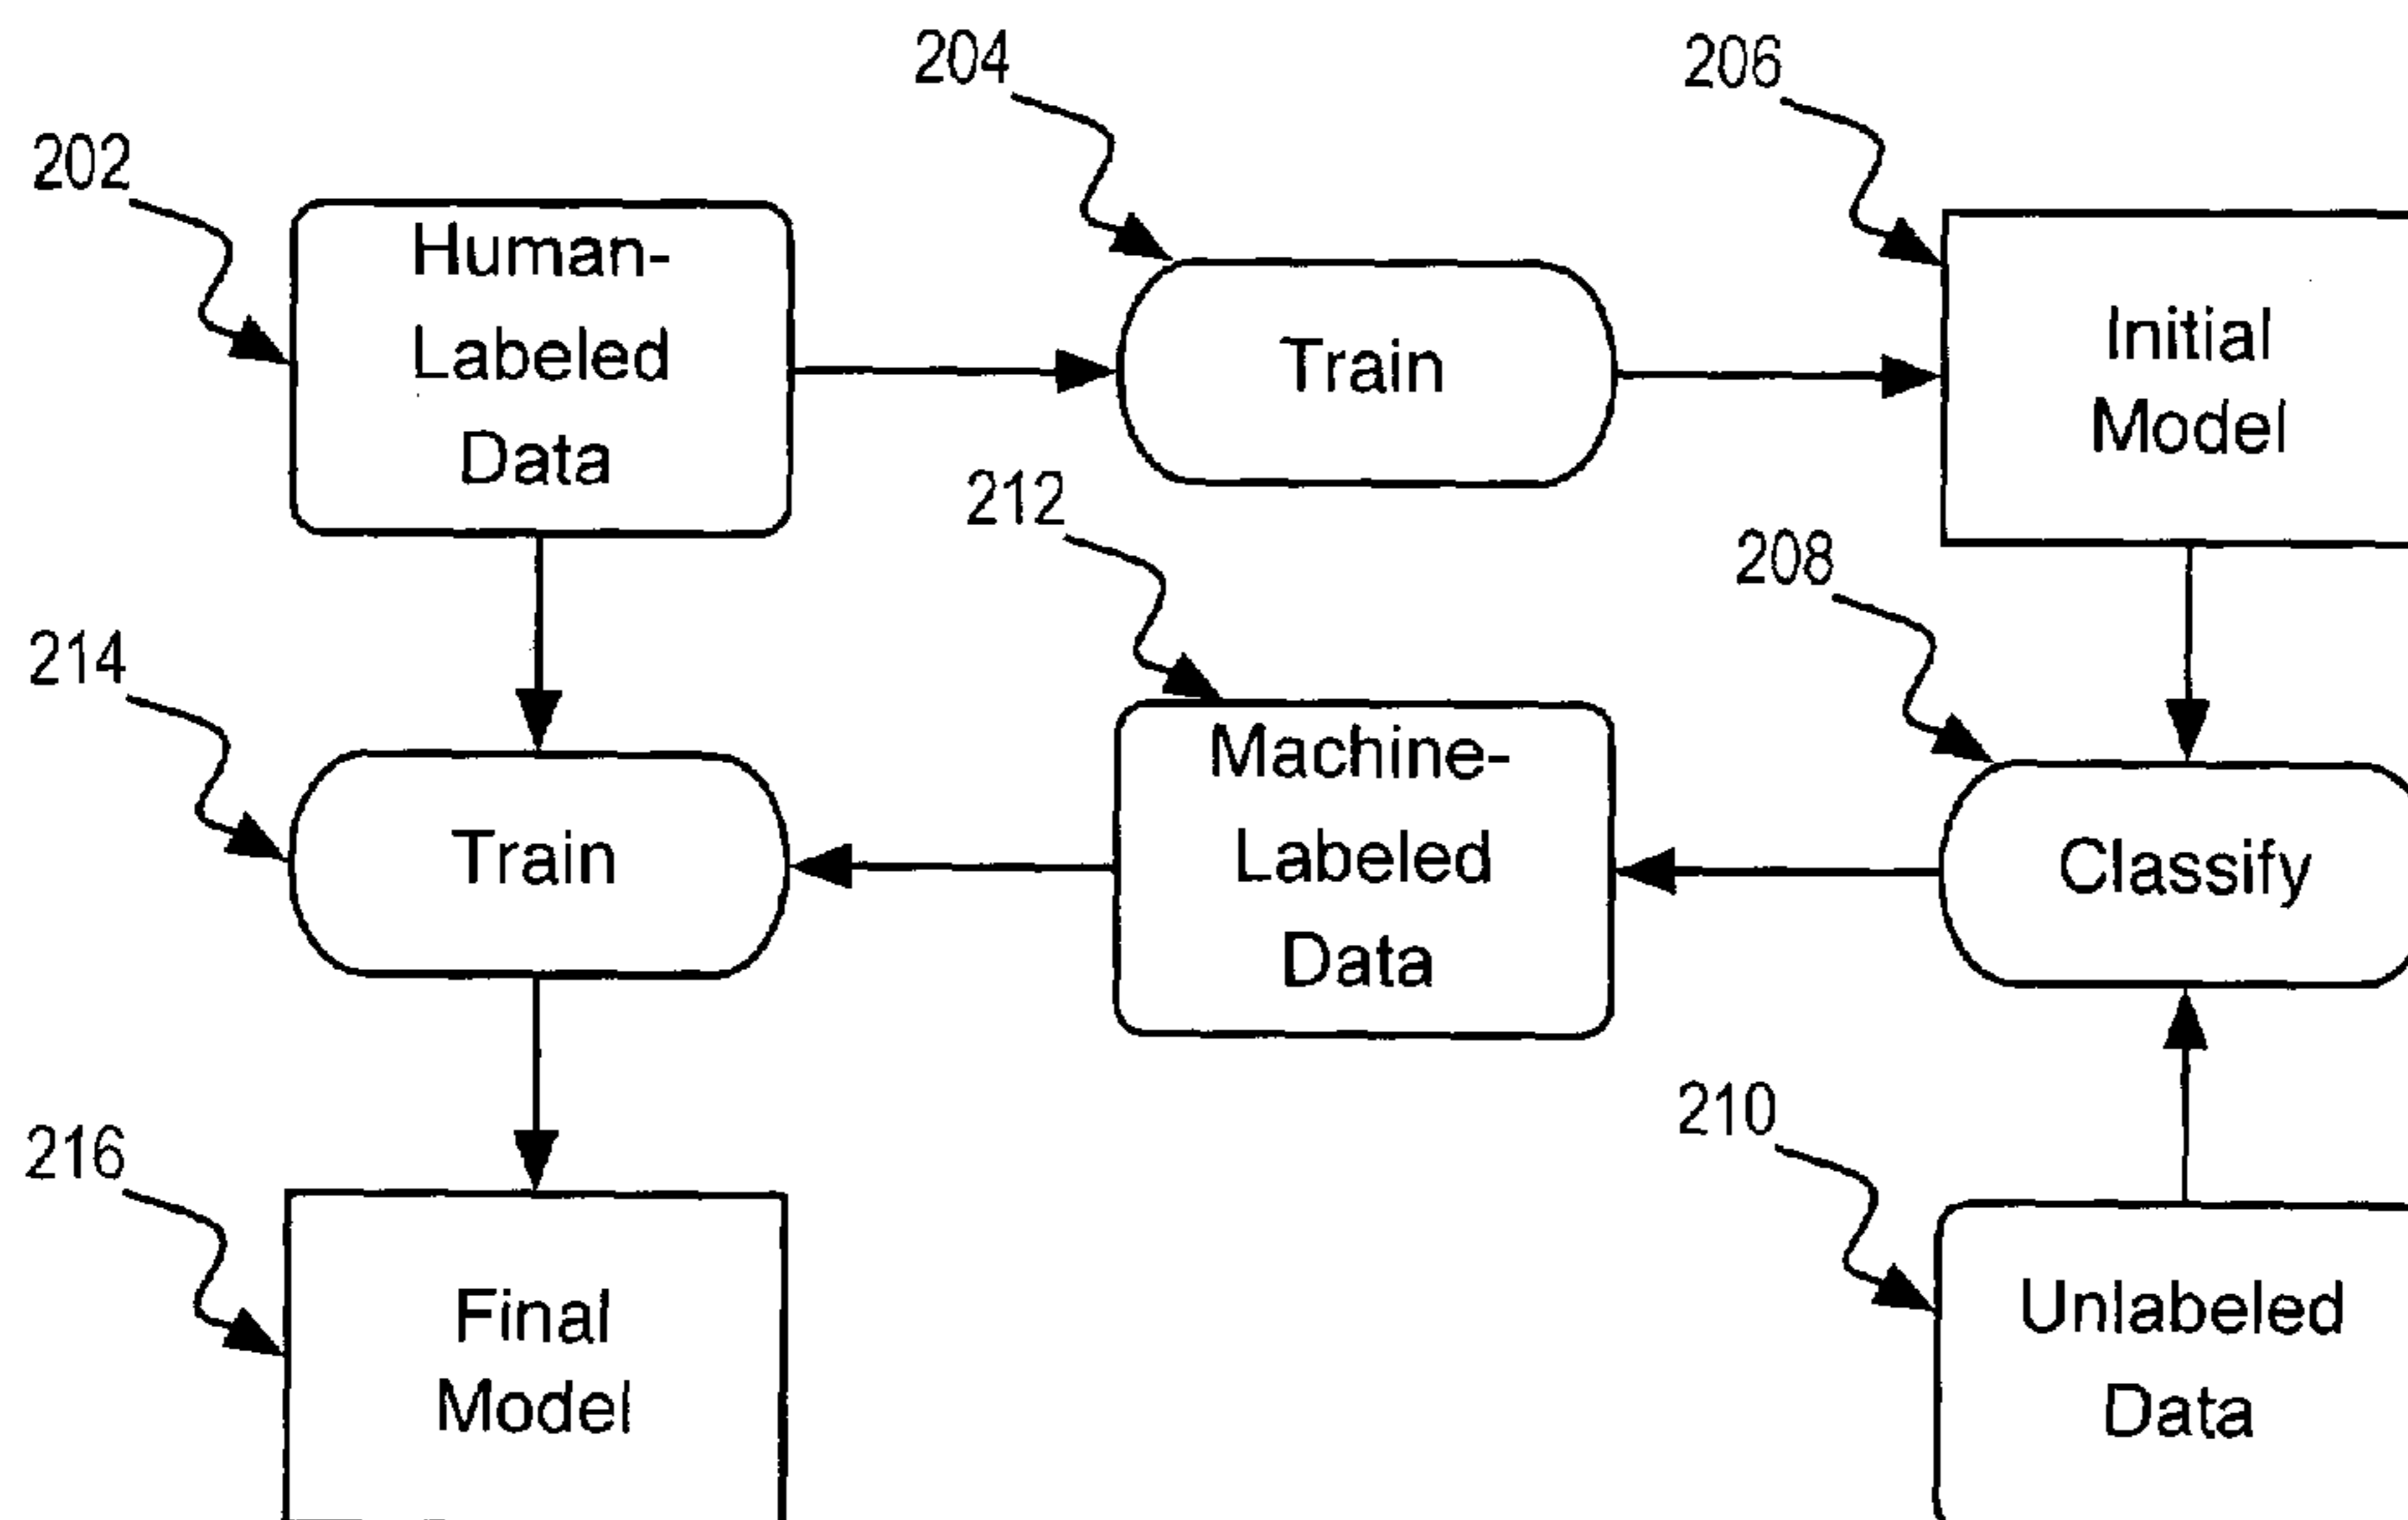 204
206
202
Human-
Labeled
Data
Train
Initial
Model
212
208
214
Machine-
Labeled
Data
Train
Classify
216
210
Final
Model
Unlabeled
Data